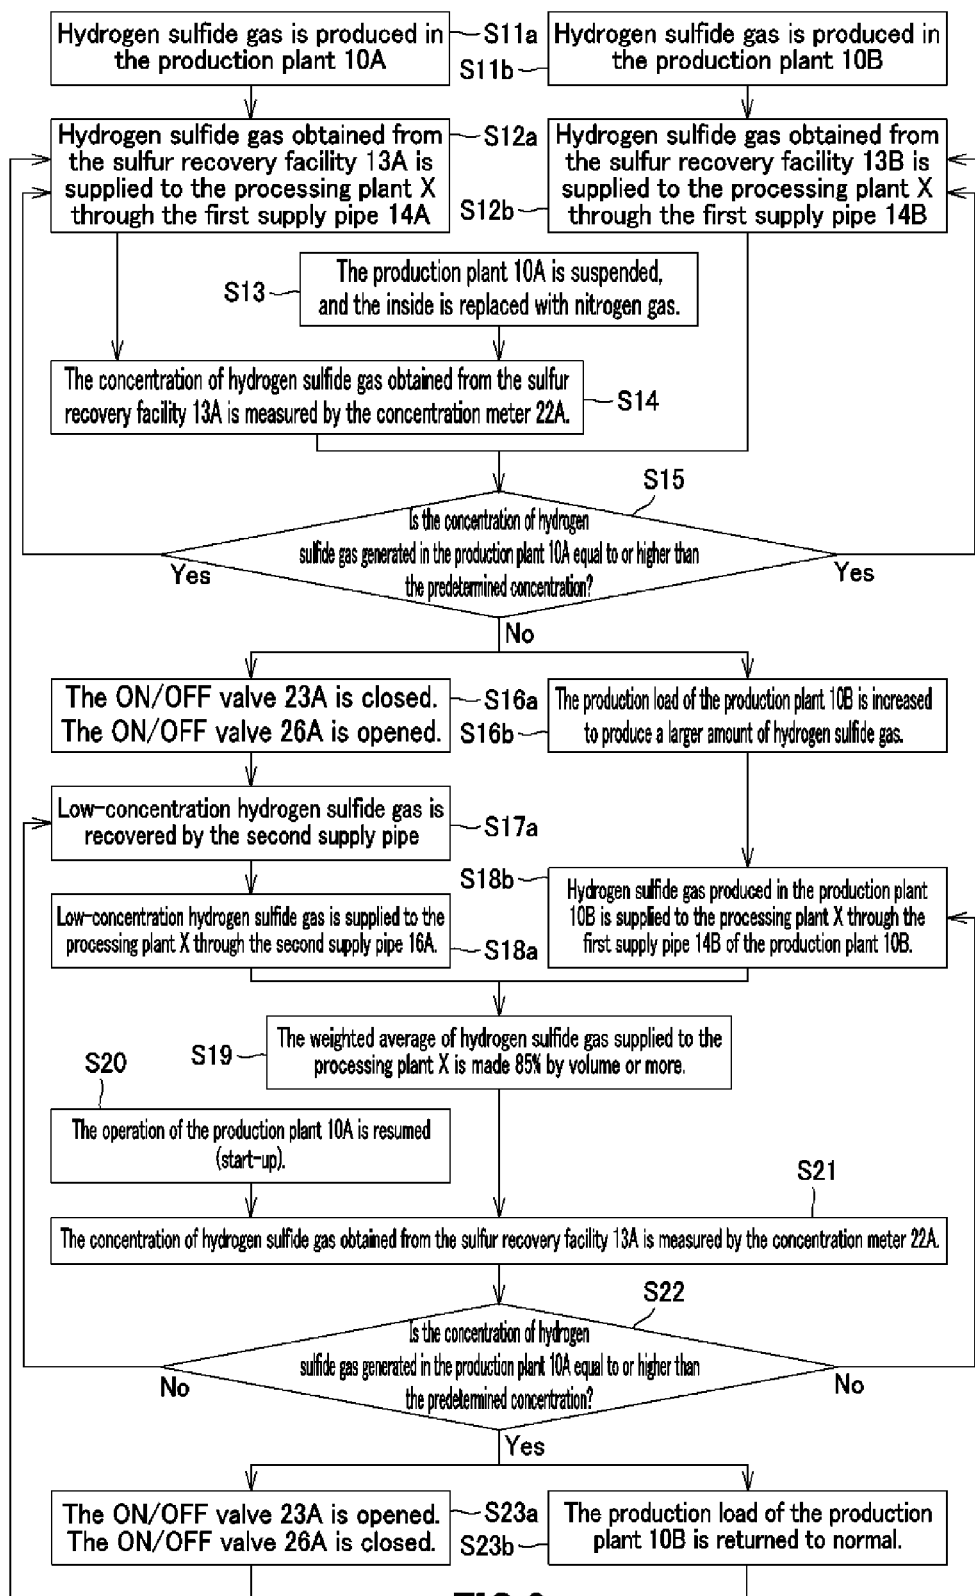 Hydrogen sulfide gas is produced in
the production plant 10A
S11a
Hydrogen sulfide gas is produced in
the production plant 10B
S11b
Hydrogen sulfide gas obtained from
the sulfur recovery facility 13A is
supplied to the processing plant X
through the first supply pipe 14A
S12a
Hydrogen sulfide gas obtained from
the sulfur recovery facility 13B is
supplied to the processing plant X
through the first supply pipe 14B
S12b
S13
The production plant 10A is suspended,
and the inside is replaced with nitrogen gas.
The concentration of hydrogen sulfide gas obtained from the sulfur
recovery facility 13A is measured by the concentration meter 22A.
S14
S15
Is the concentration of hydrogen
sulfide gas generated in the production plant 10A equal to or higher than
the predetermined concentration?
Yes
Yes
No
The ON/OFF valve 23A is closed.
The ON/OFF valve 26A is opened.
S16a
S16b
The production load of the production plant 10B is increased
to produce a larger amount of hydrogen sulfide gas.
Low-concentration hydrogen sulfide gas is
recovered by the second supply pipe
S17a
S18b
Hydrogen sulfide gas produced in the production plant
10B is supplied to the processing plant X through the
first supply pipe 14B of the production plant 10B.
Low-concentration hydrogen sulfide gas is supplied to the
processing plant X through the second supply pipe 16A.
S18a
S19
The weighted average of hydrogen sulfide gas supplied to the
processing plant X is made 85% by volume or more.
S20
The operation of the production plant 10A is resumed
(start-up).
S21
The concentration of hydrogen sulfide gas obtained from the sulfur recovery facility 13A is measured by the concentration meter 22A.
S22
Is the concentration of hydrogen
sulfide gas generated in the production plant 10A equal to or higher than
the predetermined concentration?
No
No
Yes
The ON/OFF valve 23A is opened.
The ON/OFF valve 26A is closed.
S23a
S23b
The production load of the production
plant 10B is returned to normal.